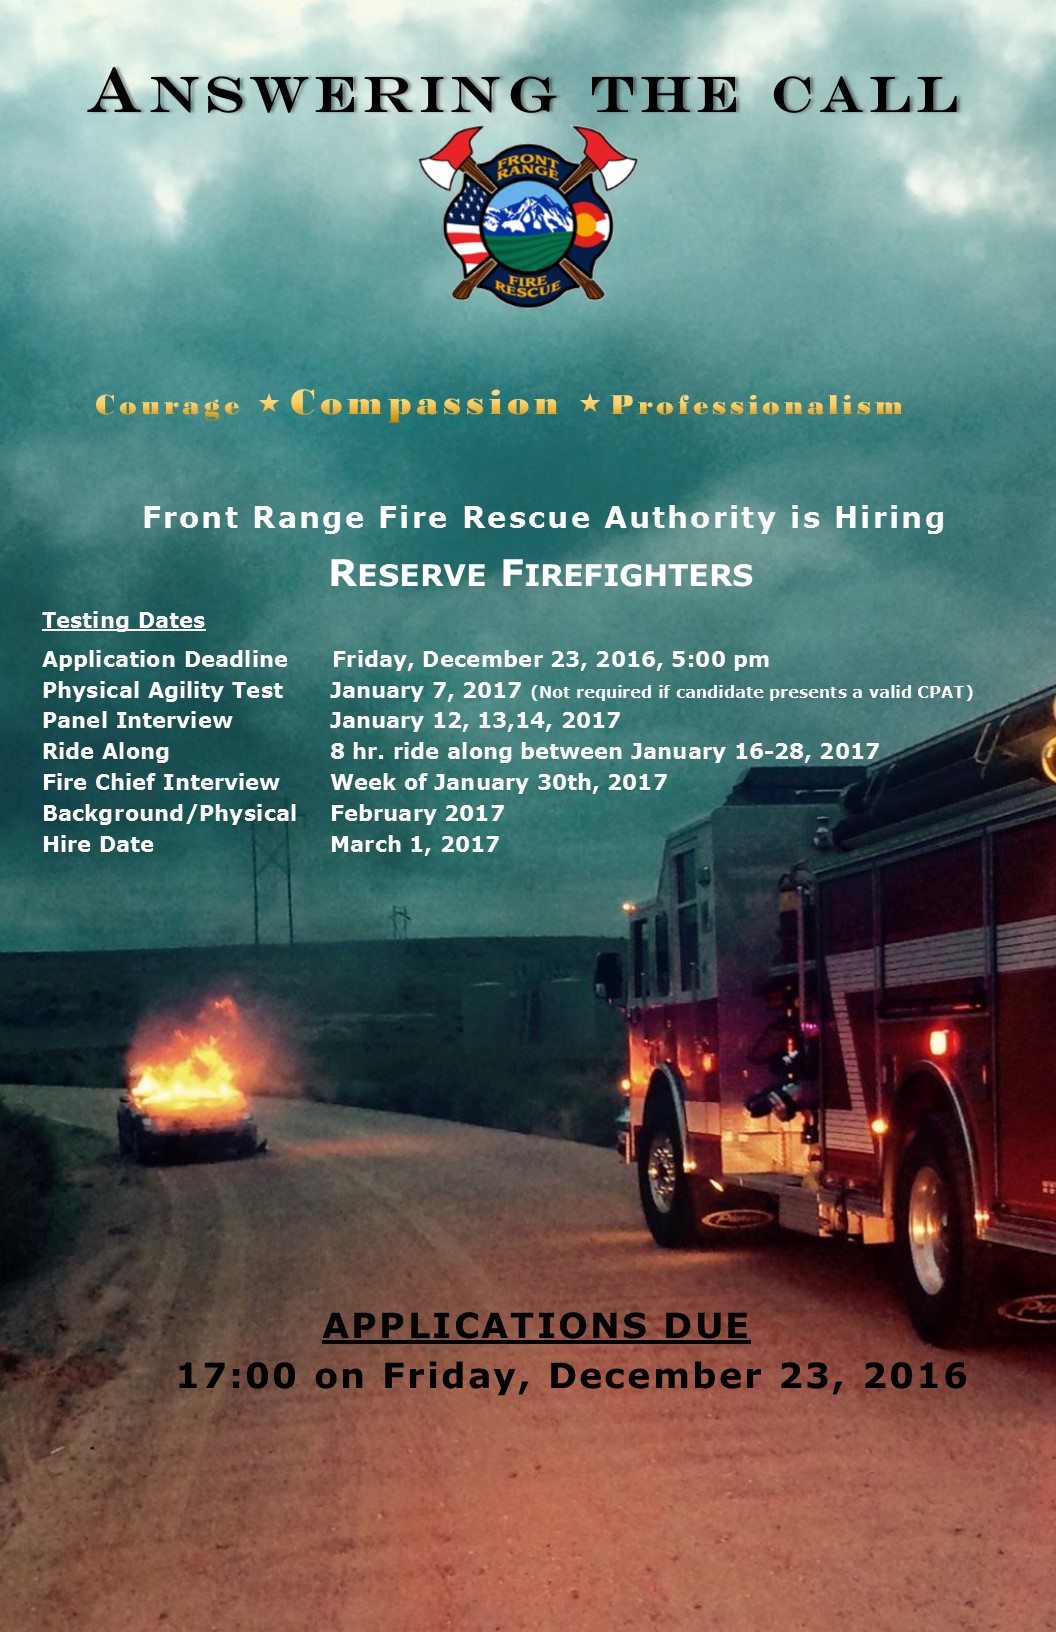 ANSWERING THE CALL
FRONT
RANGE
FIRE
RESCUE
Courage ★ Compassion ★ Professionalism
Front Range Fire Rescue Authority is Hiring
RESERVE FIREFIGHTERS
Testing Dates
Application Deadline Friday, December 23, 2016, 5:00 pm
Physical Agility Test January 7, 2017 (Not required if candidate presents a valid CPAT)
Panel Interview January 12, 13,14, 2017
Ride Along 8 hr. ride along between January 16-28, 2017
Fire Chief Interview Week of January 30th, 2017
Background/Physical February 2017
Hire Date March 1, 2017
APPLICATIONS DUE
17:00 on Friday, December 23, 2016